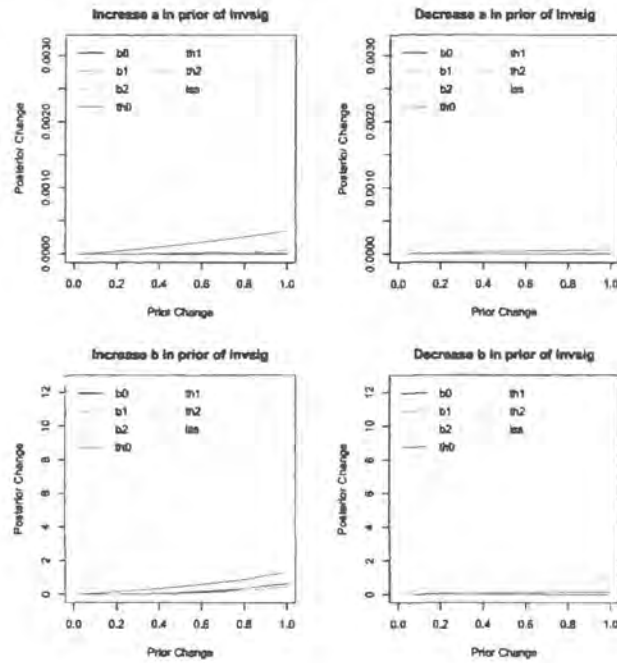 Increase a in prior of invsig
b0 th1
b1 th2
b2 iss
th0
Posterior Change
0.0000 0.0010 0.0020 0.0030
0.0 0.2 0.4 0.6 0.8 1.0
Prior Change
Decrease a in prior of invsig
b0 th1
b1 th2
b2 iss
th0
Posterior Change
0.0000 0.0010 0.0020 0.0030
0.0 0.2 0.4 0.6 0.8 1.0
Prior Change
Increase b in prior of invsig
b0 th1
b1 th2
b2 iss
th0
Posterior Change
0 2 4 6 8 10 12
0.0 0.2 0.4 0.6 0.8 1.0
Prior Change
Decrease b in prior of invsig
b0 th1
b1 th2
b2 iss
th0
Posterior Change
0 2 4 6 8 10 12
0.0 0.2 0.4 0.6 0.8 1.0
Prior Change